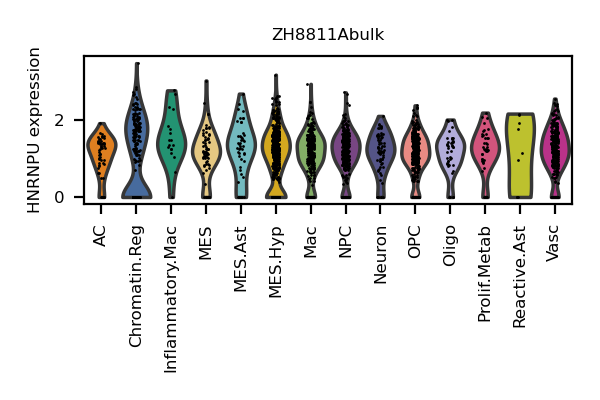 ZH8811Abulk
HNRNPU expression
2
0
AC
Chromatin.Reg
Inflammatory.Mac
MES
MES.Ast
MES.Hyp
Mac
NPC
Neuron
OPC
Oligo
Prolif.Metab
Reactive.Ast
Vasc